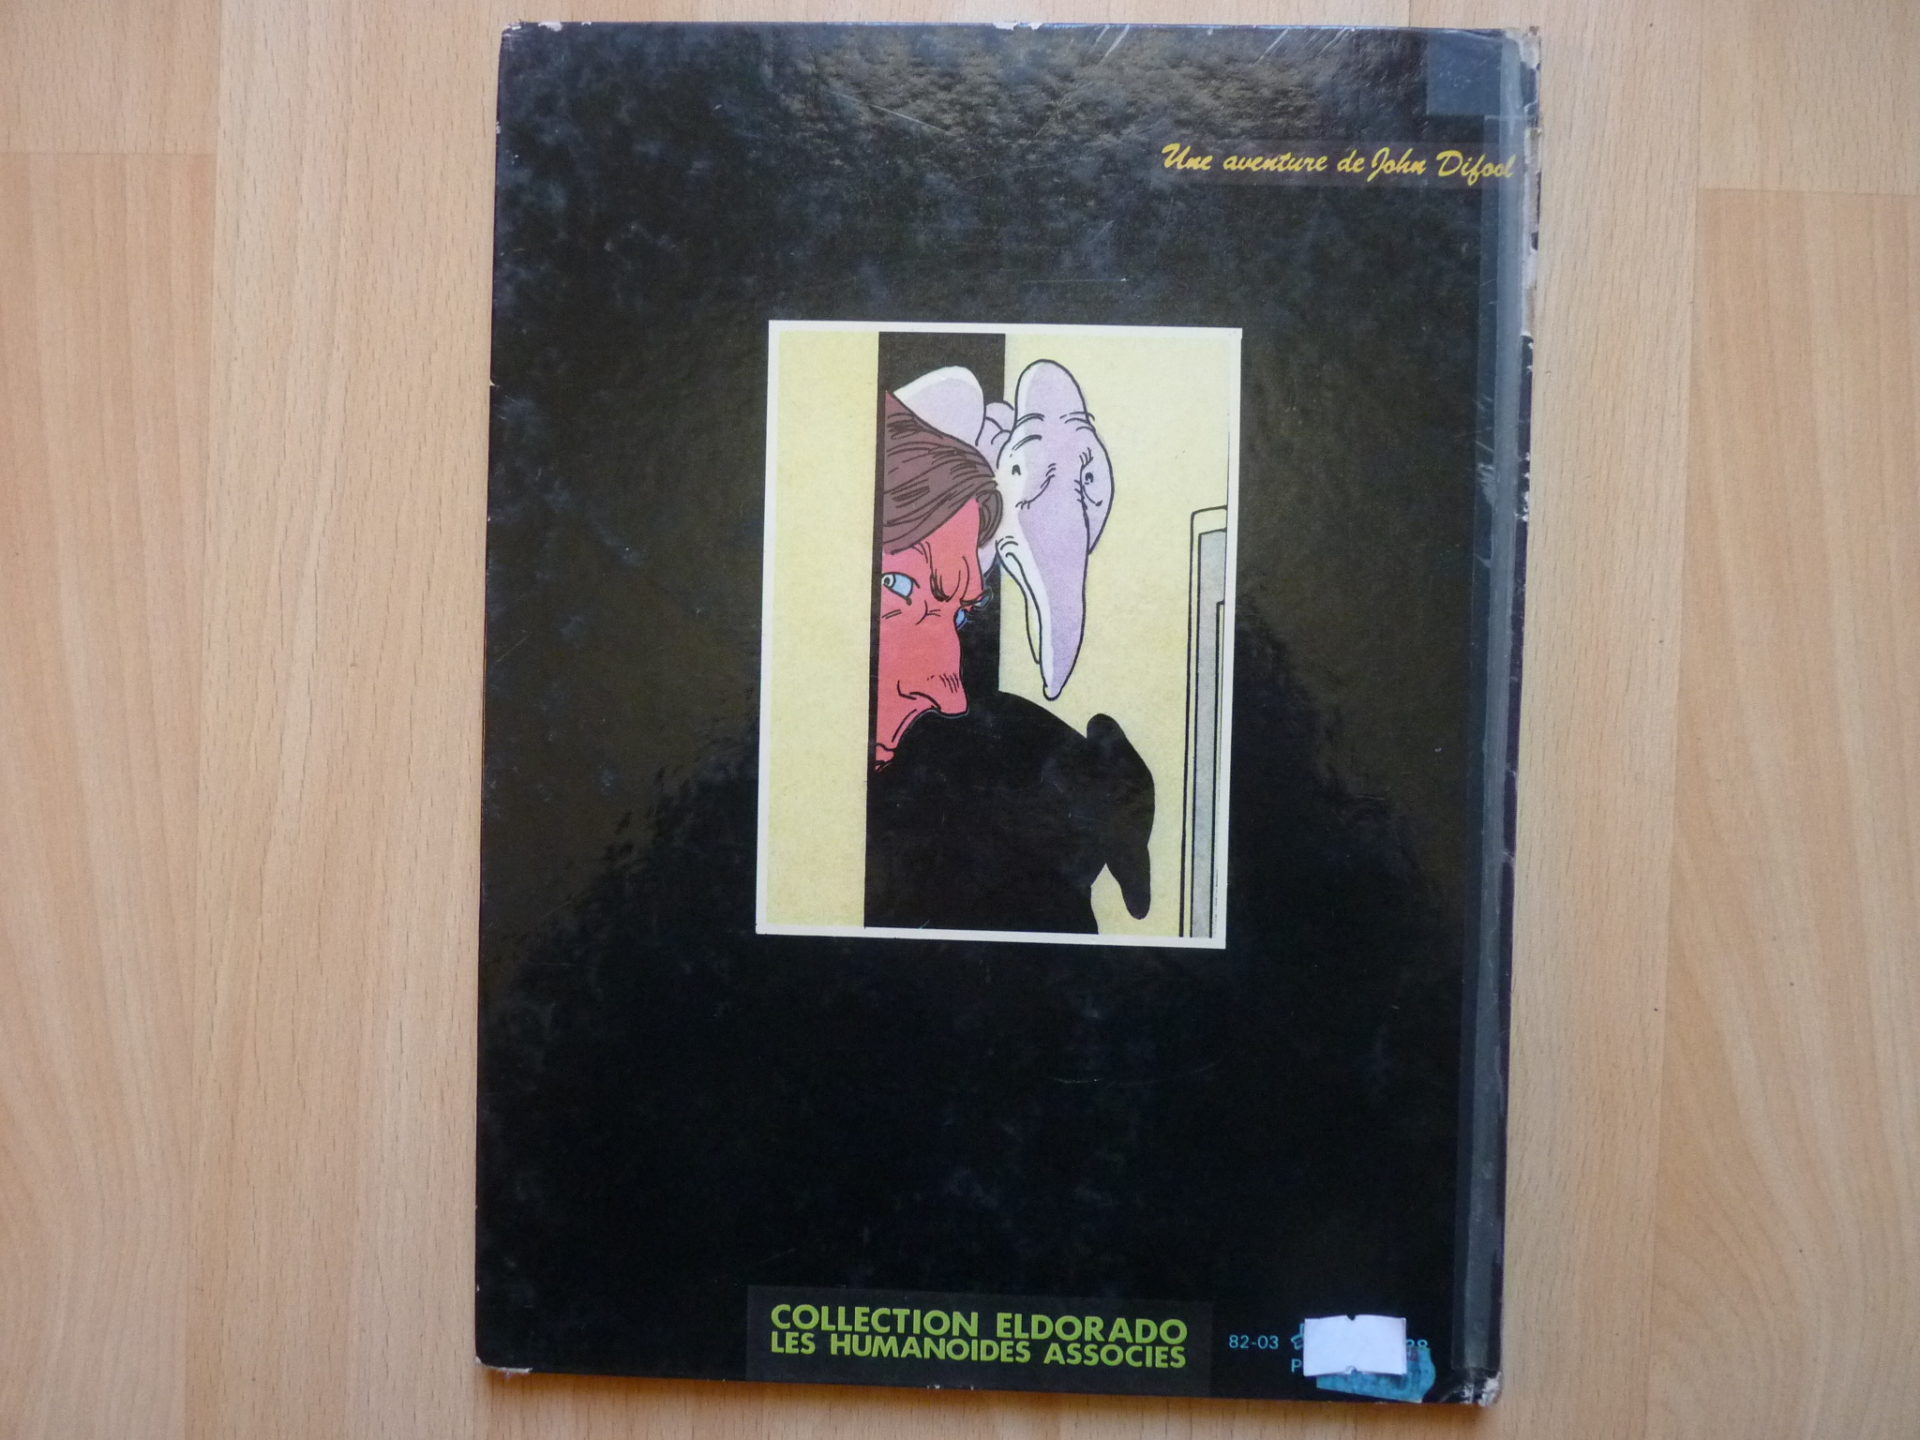 Une aventure de John Difool
COLLECTION ELDORADO
LES HUMANOIDES ASSOCIES
82-03